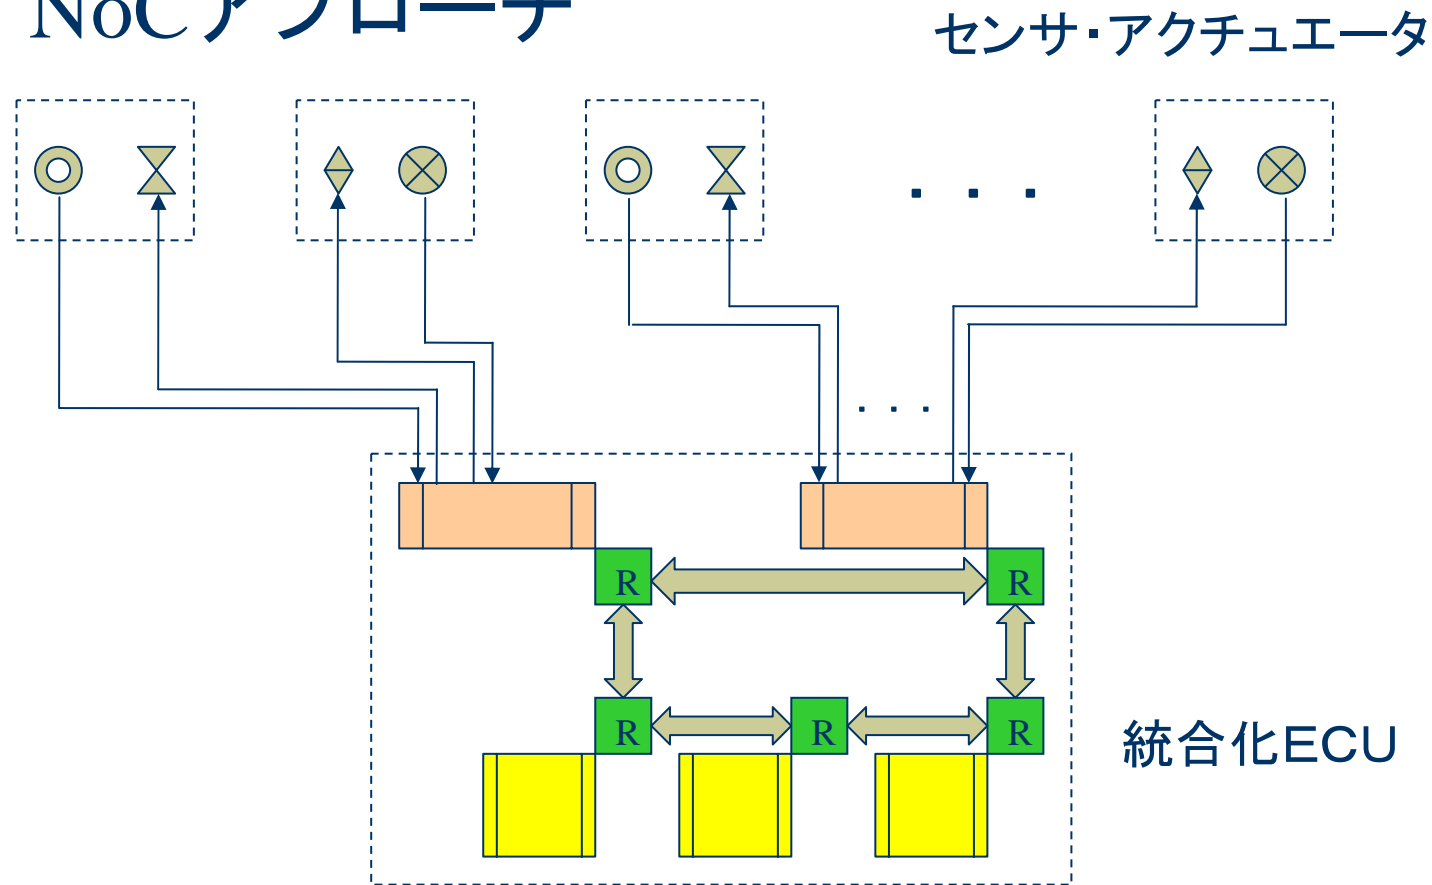 NoCアプローチ
センサ・アクチュエータ
. . .
. . .
R R
R R R
統合化ECU